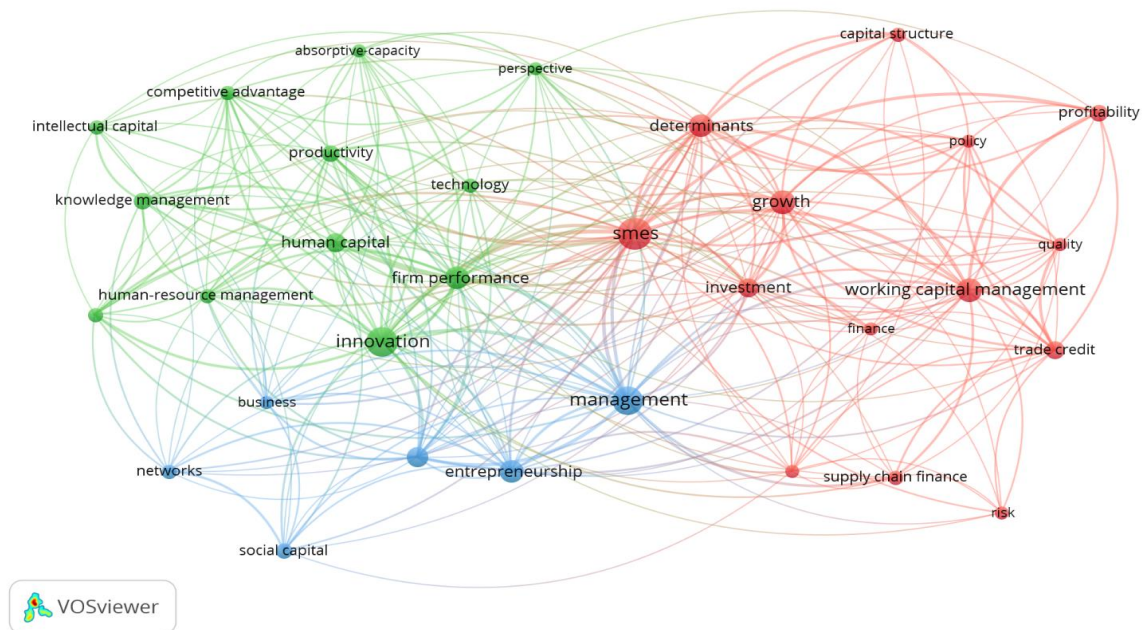 capital structure
absorptive-capacity
perspective
competitive advantage
profitability
intellectual capital
determinants
policy
productivity
technology
knowledge management
growth
smes
human capital
quality
firm performance
investment
working capital management
human-resource management
finance
innovation
trade credit
management
business
networks
entrepreneurship
supply chain finance
risk
social capital
VOSviewer